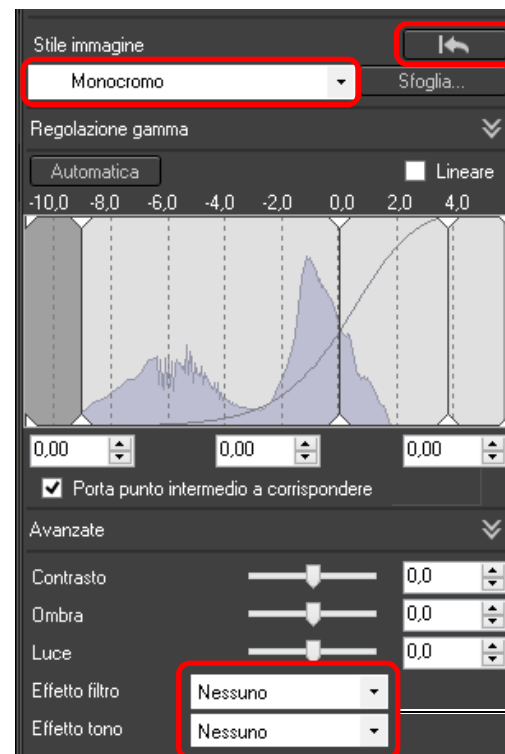 Stile immagine
Monocromo Sfoglia...
Regolazione gamma
Automatica Lineare
-10,0 -8,0 -6,0 -4,0 -2,0 0,0 2,0 4,0
0,00 0,00 0,00
Porta punto intermedio a corrispondere
Avanzate
Contrasto 0,0
Ombra 0,0
Luce 0,0
Effetto filtro Nessuno
Effetto tono Nessuno